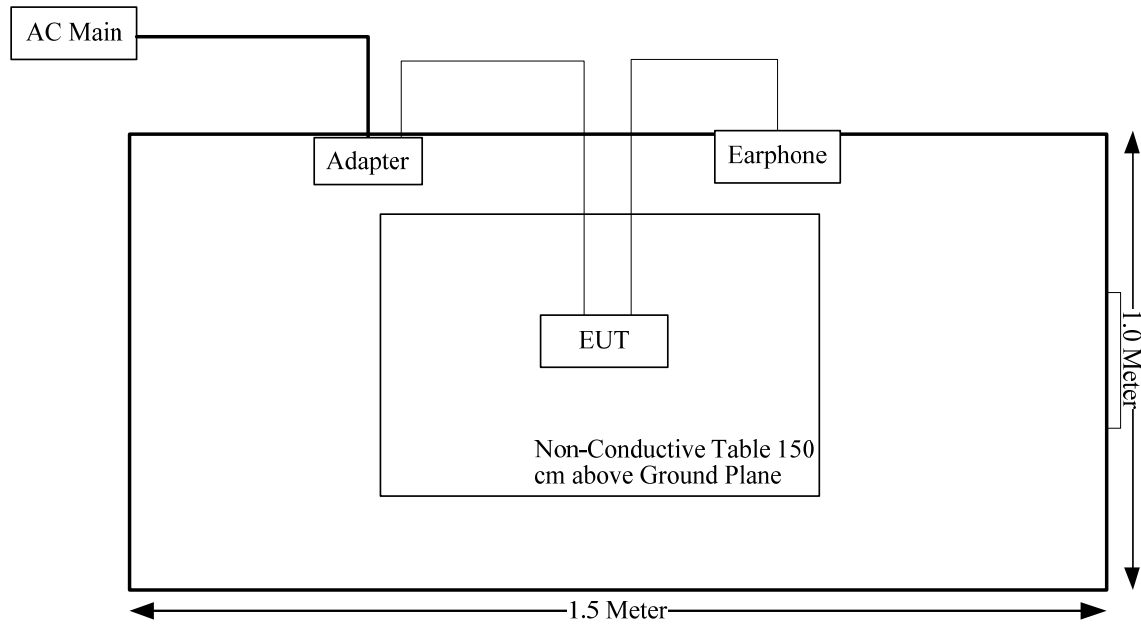 AC Main
Adapter
Earphone
EUT
Non-Conductive Table 150
cm above Ground Plane
1.0 Meter
1.5 Meter